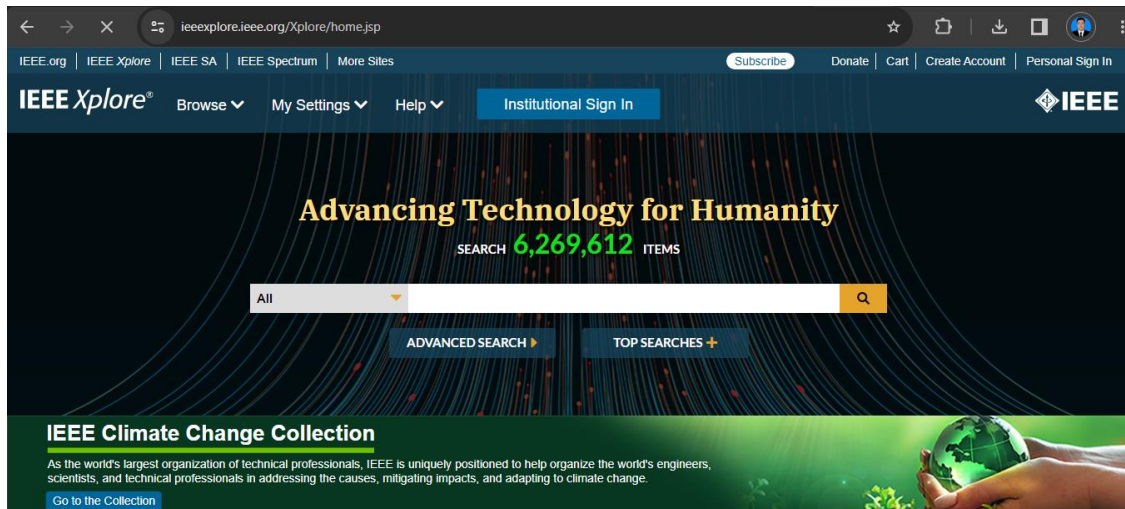 ieeexplore.ieee.org/Xplore/home.jsp
IEEE.org IEEE Xplore IEEE SA IEEE Spectrum More Sites Subscribe Donate Cart Create Account Personal Sign In
IEEE Xplore® Browse My Settings Help Institutional Sign In IEEE
Advancing Technology for Humanity
SEARCH 6,269,612 ITEMS
All
ADVANCED SEARCH TOP SEARCHES
IEEE Climate Change Collection
As the world's largest organization of technical professionals, IEEE is uniquely positioned to help organize the world's engineers,
scientists, and technical professionals in addressing the causes, mitigating impacts, and adapting to climate change.
Go to the Collection